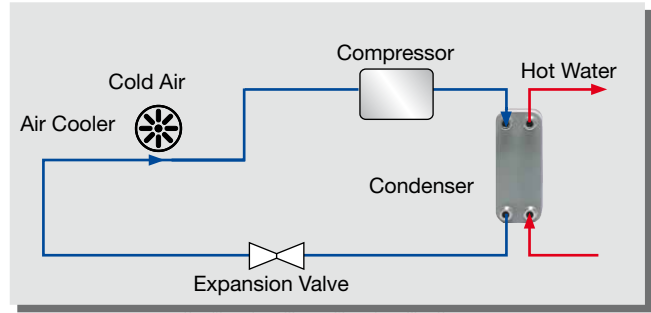 Compressor
Cold Air
Hot Water
Air Cooler
Condenser
Expansion Valve